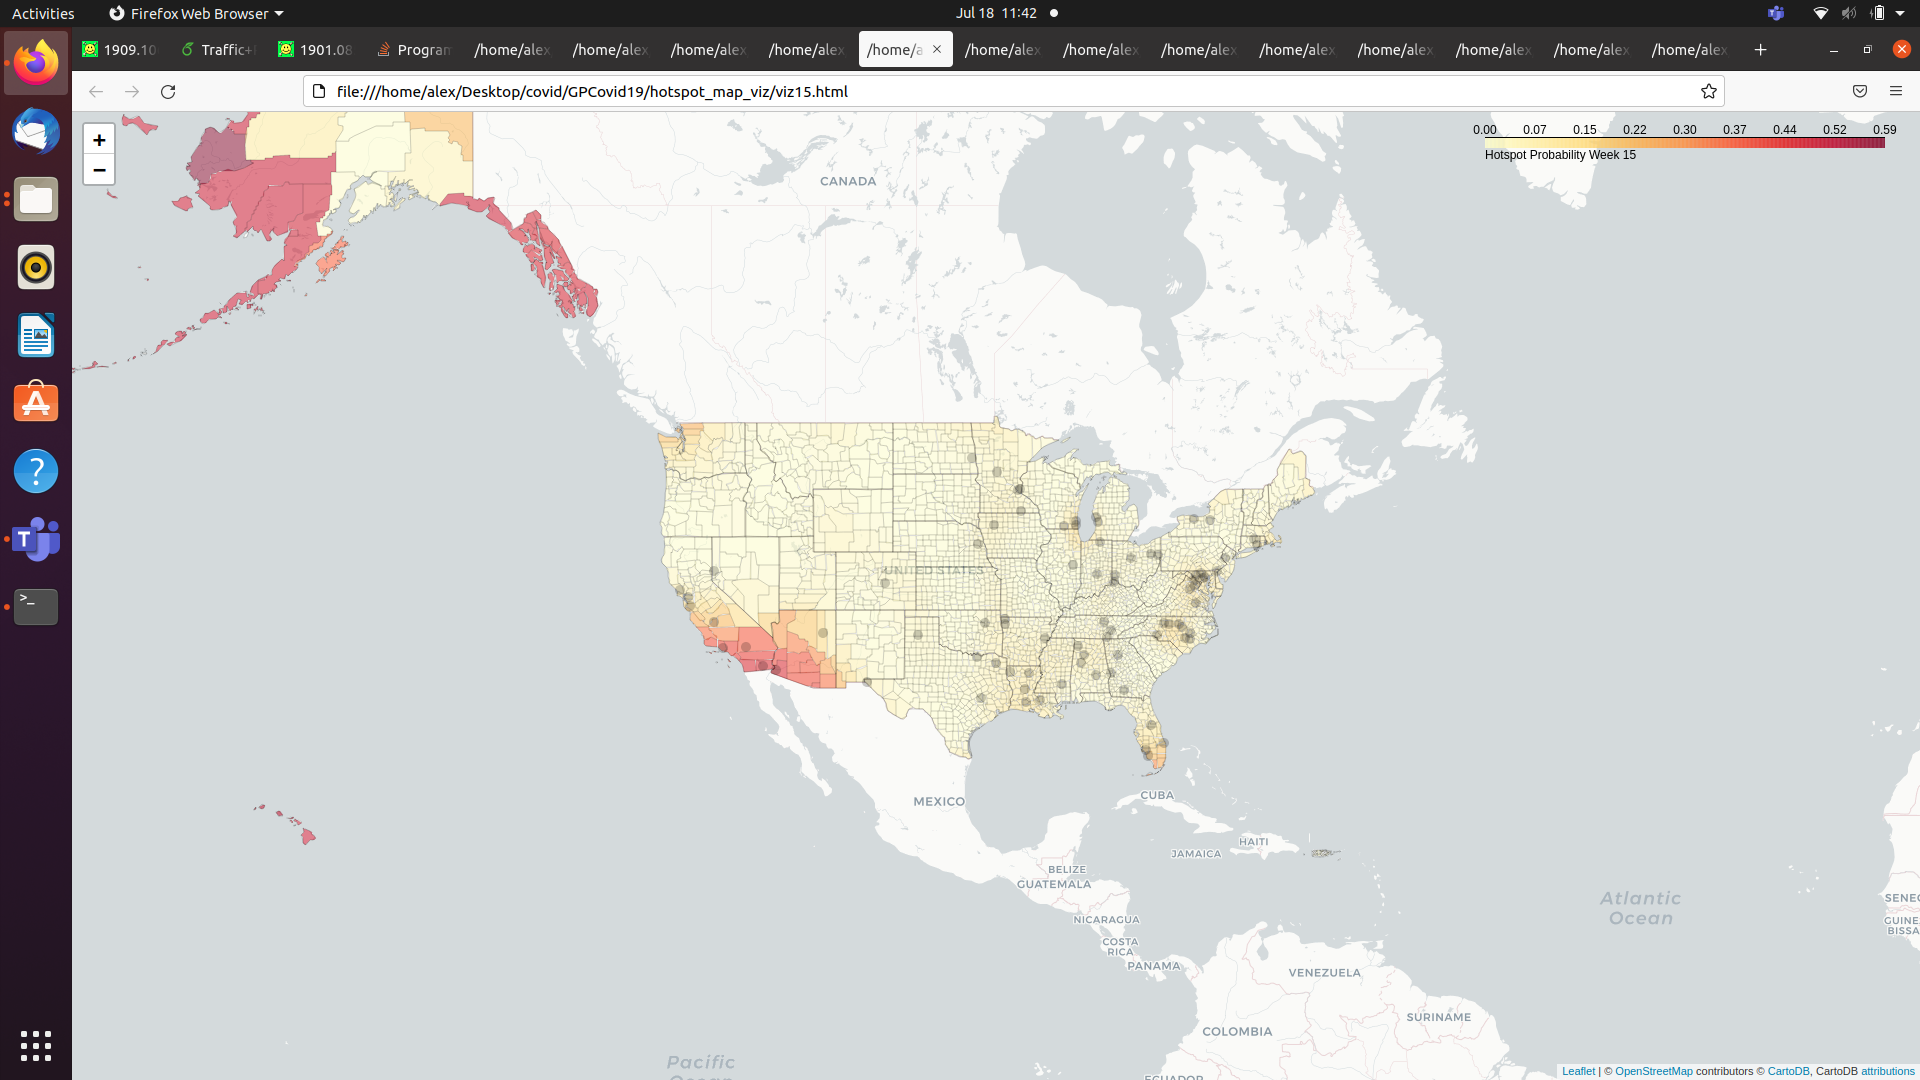 Activities
Firefox Web Browser
Jul 18 11:42
1909.10
Traffic+
1901.08
Program
/home/alex
/home/alex
/home/alex
/home/alex
/home/a
/home/alex
/home/alex
/home/alex
/home/alex
/home/alex
/home/alex
/home/alex
/home/alex
file:///home/alex/Desktop/covid/GPCovid19/hotspot_map_viz/viz15.html
+
−
0.00 0.07 0.15 0.22 0.30 0.37 0.44 0.52 0.59
Hotspot Probability Week 15
CANADA
UNITED STATES
MEXICO
CUBA
HAITI
JAMAICA
BELIZE
GUATEMALA
NICARAGUA
COSTA
RICA
PANAMA
VENEZUELA
COLOMBIA
SURINAME
ECUADOR
Atlantic
Ocean
Pacific
Ocean
SENEG
GUINE
BISSA
Leaflet | © OpenStreetMap contributors © CartoDB, CartoDB attributions